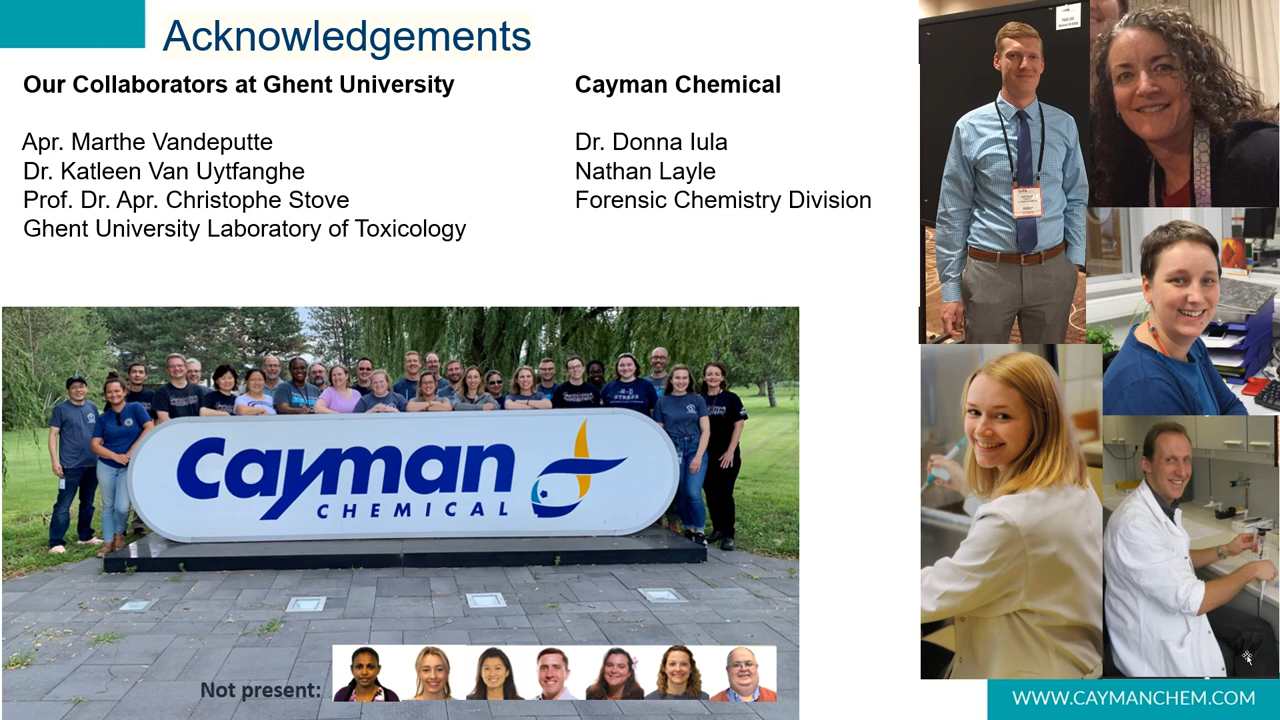 Acknowledgements
Our Collaborators at Ghent University
Apr. Marthe Vandeputte
Dr. Katleen Van Uytfanghe
Prof. Dr. Apr. Christophe Stove
Ghent University Laboratory of Toxicology
Cayman Chemical
Dr. Donna Iula
Nathan Layle
Forensic Chemistry Division
Cayman
CHEMICAL
Not present:
WWW.CAYMANCHEM.COM